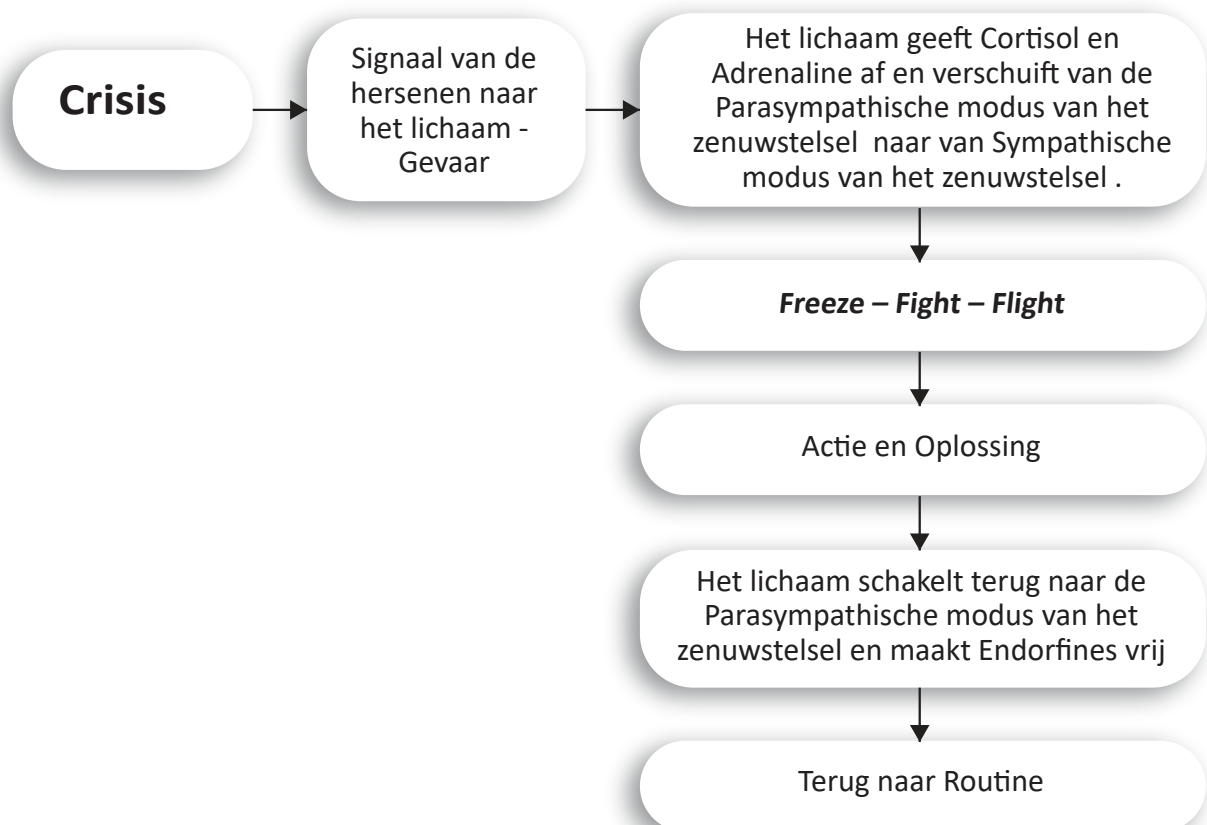 Crisis
Signaal van de
hersenen naar
het lichaam -
Gevaar
Het lichaam geeft Cortisol en
Adrenaline af en verschuift van de
Parasympathische modus van het
zenuwstelsel naar van Sympathische
modus van het zenuwstelsel .
Freeze – Fight – Flight
Actie en Oplossing
Het lichaam schakelt terug naar de
Parasympathische modus van het
zenuwstelsel en maakt Endorfines vrij
Terug naar Routine